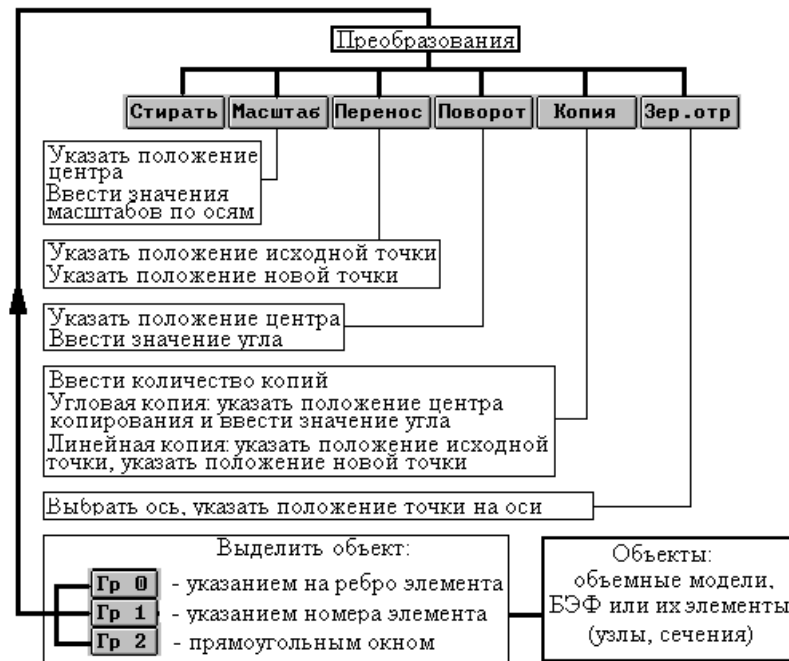 Преобразования
Стирать Масштаб Перенос Поворот Копия Зер.отр
Указать положение
центра
Ввести значения
масштабов по осям
Указать положение исходной точки
Указать положение новой точки
Указать положение центра
Ввести значение угла
Ввести количество копий
Угловая копия: указать положение центра
копирования и ввести значение угла
Линейная копия: указать положение исходной
точки, указать положение новой точки
Выбрать ось, указать положение точки на оси
Выделить объект:
Гр 0 - указанием на ребро элемента
Гр 1 - указанием номера элемента
Гр 2 - прямоугольным окном
Объекты:
объемные модели,
БЭФ или их элементы
(узлы, сечения)